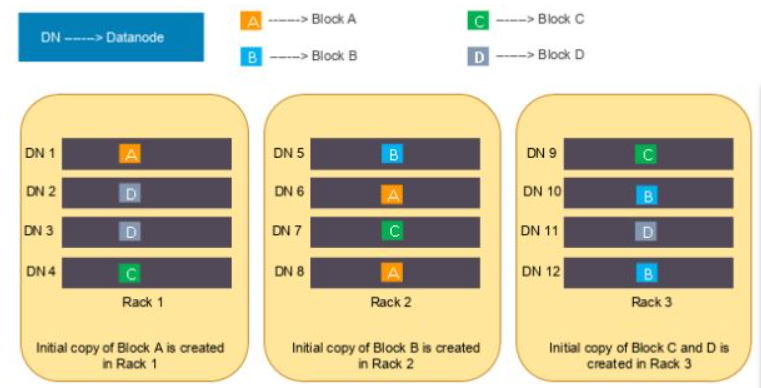 DN ------> Datanode
A ------> Block A
C ------> Block C
B ------> Block B
D ------> Block D
DN 1 A
DN 2 D
DN 3 D
DN 4 C
Rack 1
Initial copy of Block A is created
in Rack 1
DN 5 B
DN 6 A
DN 7 C
DN 8 A
Rack 2
Initial copy of Block B is created
in Rack 2
DN 9 C
DN 10 B
DN 11 D
DN 12 B
Rack 3
Initial copy of Block C and D is
created in Rack 3